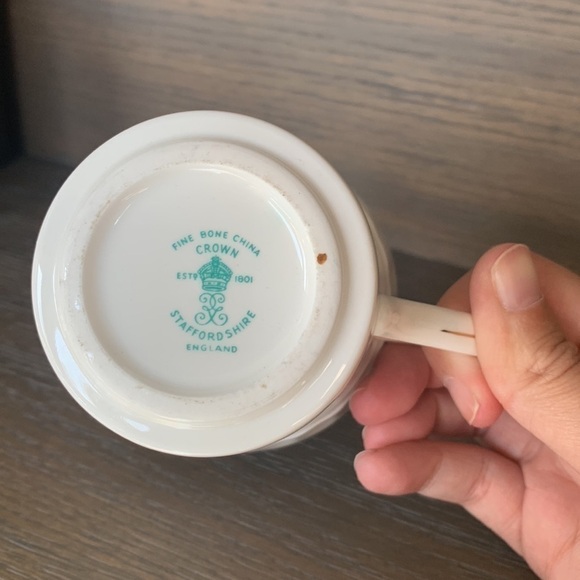 FINE BONE CHINA
CROWN
ESTD 1801
STAFFORDSHIRE
ENGLAND